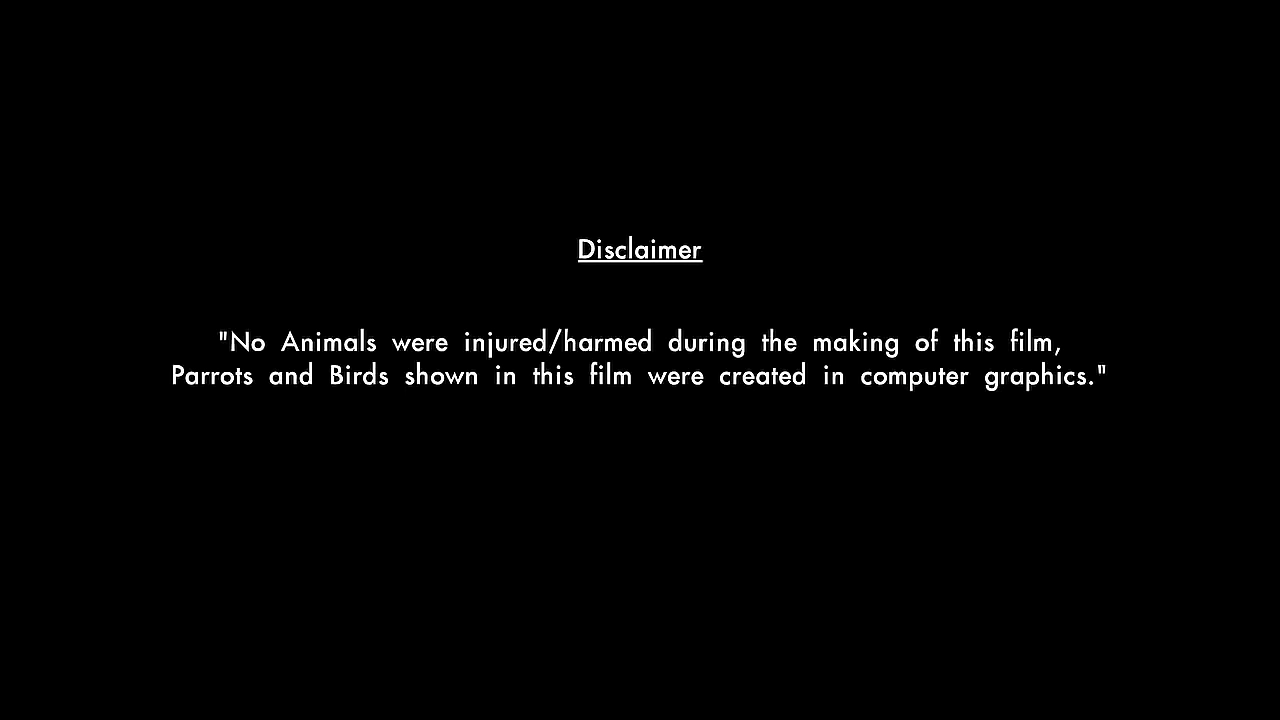 Disclaimer
"No Animals were injured/harmed during the making of this film,
Parrots and Birds shown in this film were created in computer graphics."